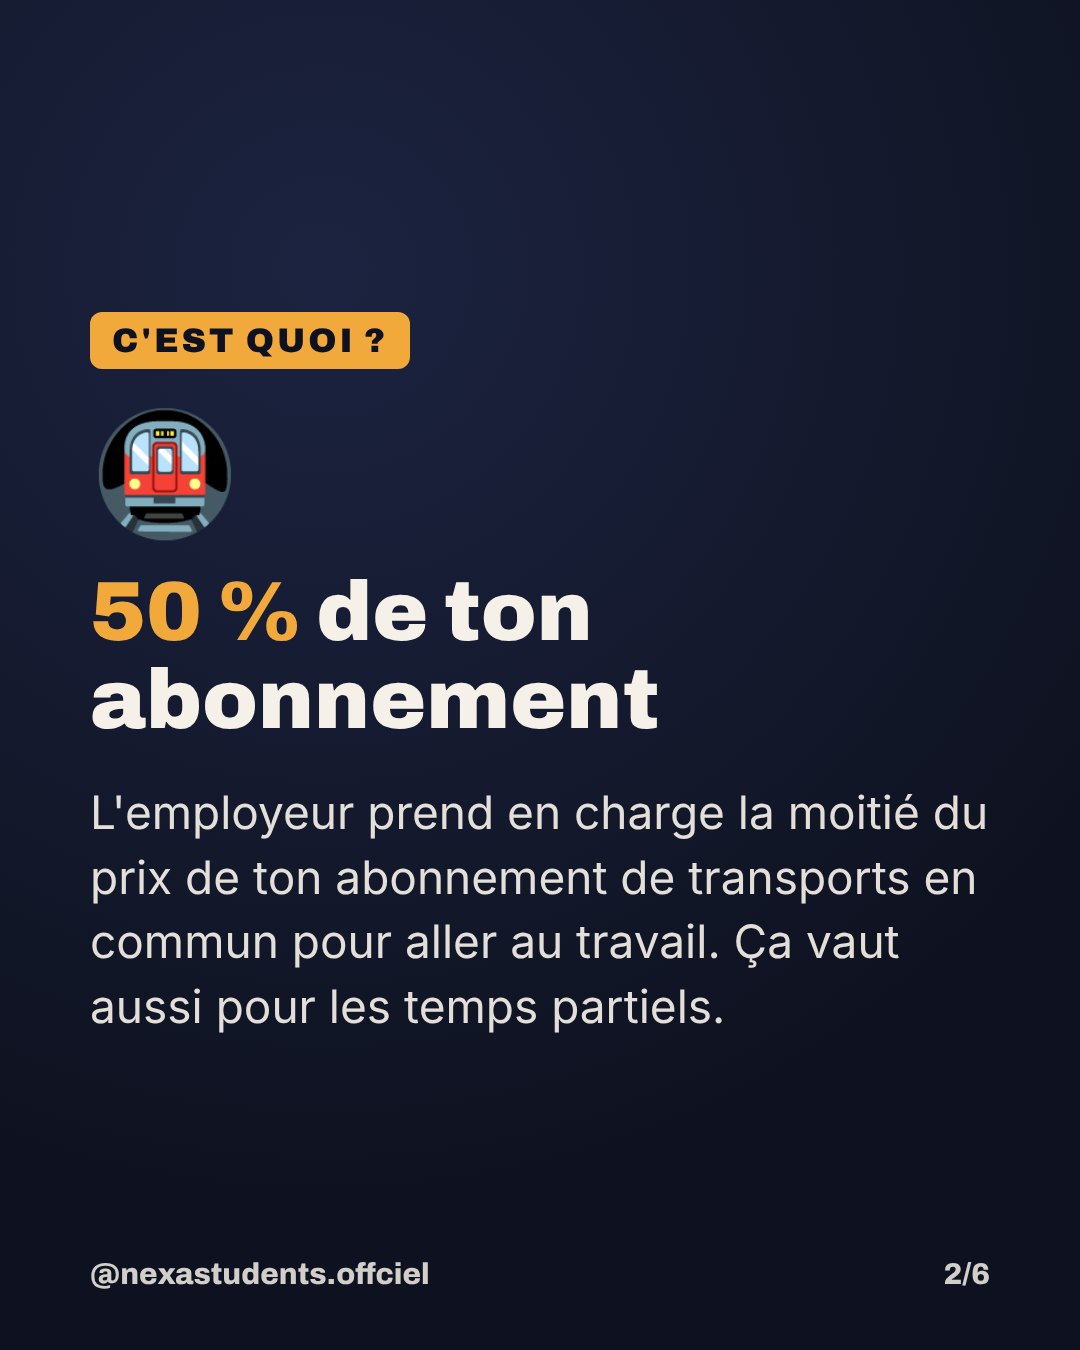 C'EST QUOI ?
50 % de ton
abonnement
L'employeur prend en charge la moitié du
prix de ton abonnement de transports en
commun pour aller au travail. Ça vaut
aussi pour les temps partiels.
@nexastudents.offciel
2/6